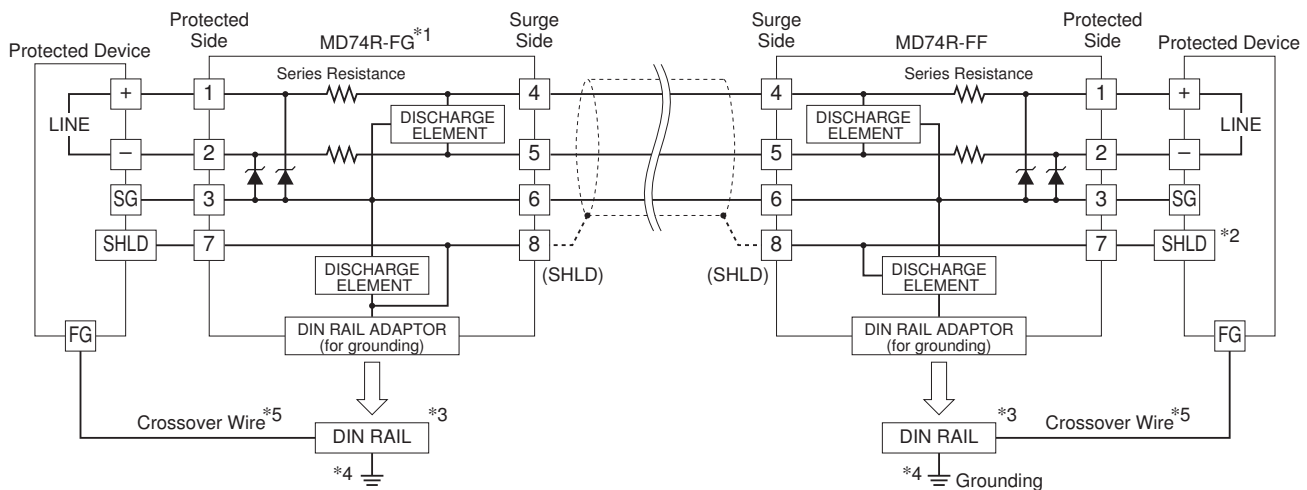 Protected Side
MD74R-FG*1
Surge Side
Surge Side
MD74R-FF
Protected Side
Protected Device
Protected Device
Series Resistance
Series Resistance
+
1
4
4
1
+
LINE
DISCHARGE ELEMENT
DISCHARGE ELEMENT
LINE
–
2
5
5
2
–
SG
3
6
6
3
SG
SHLD
7
8
8
7
SHLD
*2
(SHLD)
(SHLD)
DISCHARGE ELEMENT
DISCHARGE ELEMENT
FG
DIN RAIL ADAPTOR
(for grounding)
DIN RAIL ADAPTOR
(for grounding)
FG
Crossover Wire*5
*3
DIN RAIL
*3
DIN RAIL
Crossover Wire*5
*4
*4
Grounding